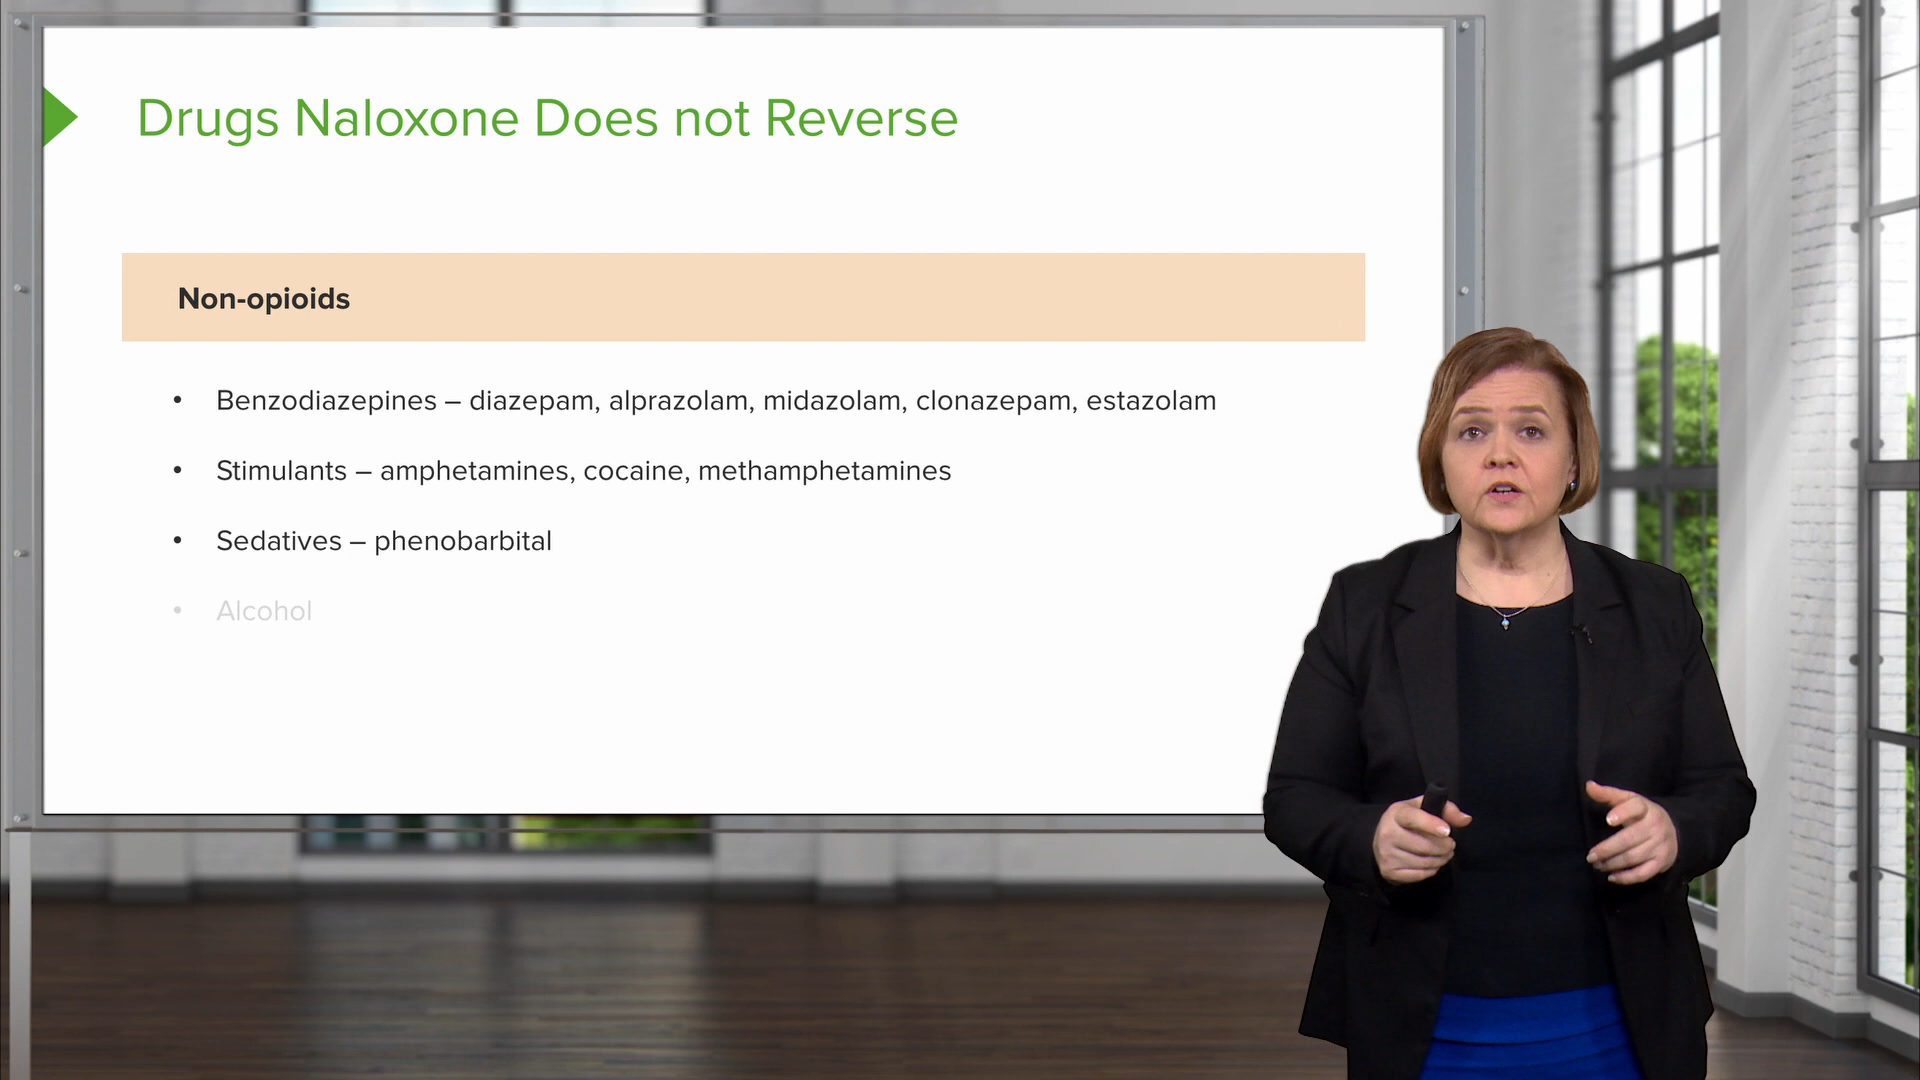 Drugs Naloxone Does not Reverse
Non-opioids
• Benzodiazepines – diazepam, alprazolam, midazolam, clonazepam, estazolam
• Stimulants – amphetamines, cocaine, methamphetamines
• Sedatives – phenobarbital
• Alcohol